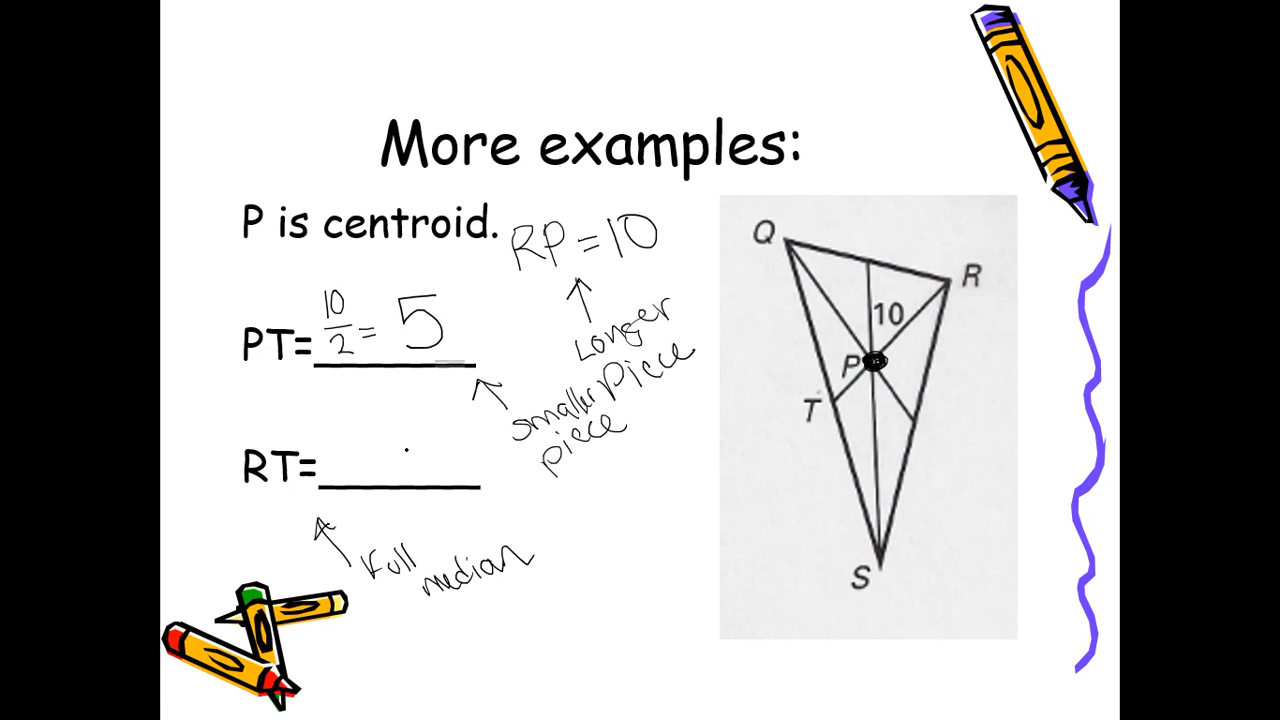 More examples:
P is centroid.
RP = 10
Longer
Piece
PT= 10/2 = 5
smaller
piece
RT=
Full
median
Q
R
10
P
T
S